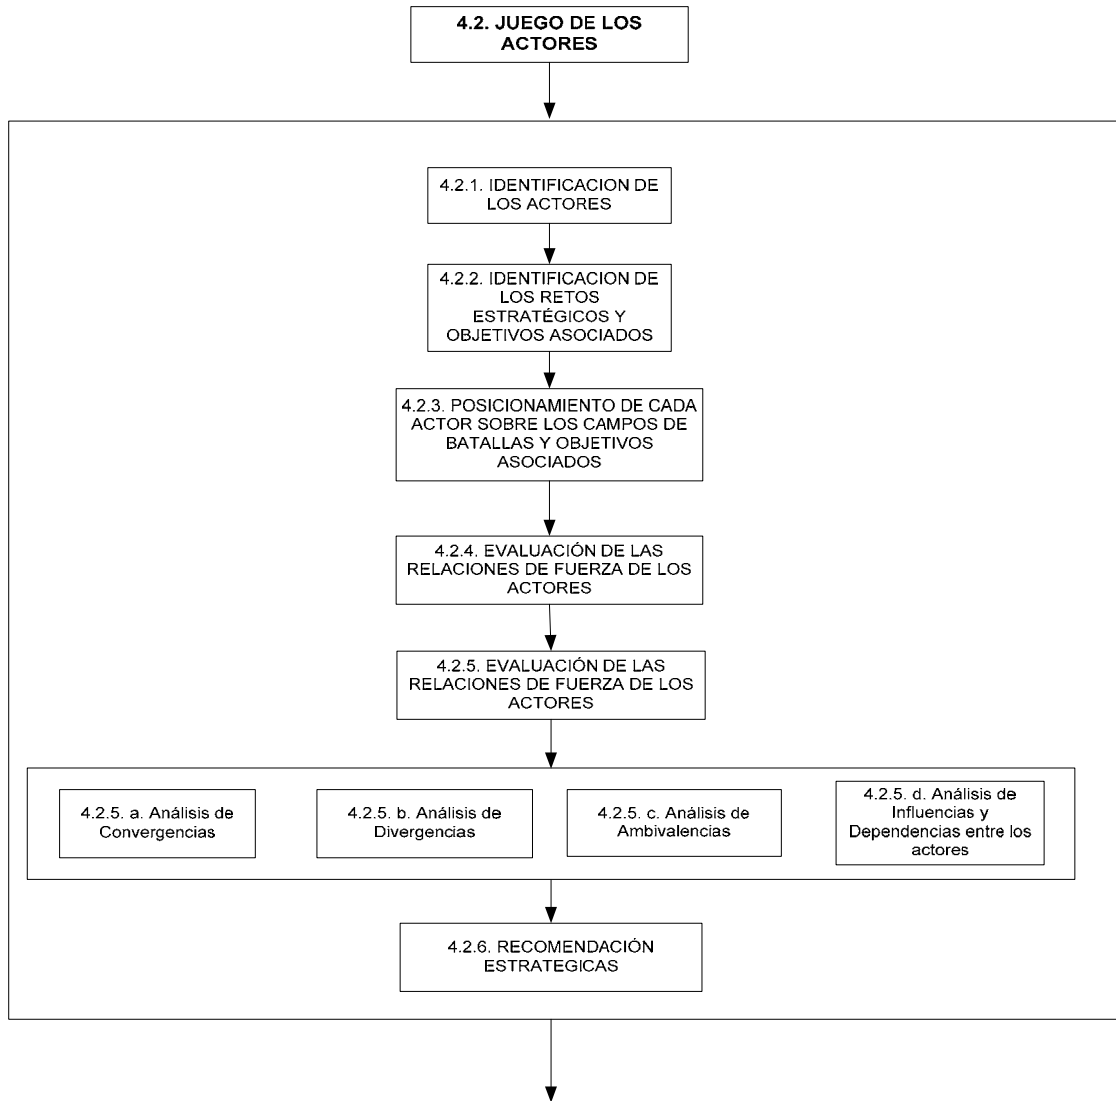 4.2. JUEGO DE LOS
ACTORES
4.2.1. IDENTIFICACION DE
LOS ACTORES
4.2.2. IDENTIFICACION DE
LOS RETOS
ESTRATÉGICOS Y
OBJETIVOS ASOCIADOS
4.2.3. POSICIONAMIENTO DE CADA
ACTOR SOBRE LOS CAMPOS DE
BATALLAS Y OBJETIVOS
ASOCIADOS
4.2.4. EVALUACIÓN DE LAS
RELACIONES DE FUERZA DE LOS
ACTORES
4.2.5. EVALUACIÓN DE LAS
RELACIONES DE FUERZA DE LOS
ACTORES
4.2.5. a. Análisis de
Convergencias
4.2.5. b. Análisis de
Divergencias
4.2.5. c. Análisis de
Ambivalencias
4.2.5. d. Análisis de
Influencias y
Dependencias entre los
actores
4.2.6. RECOMENDACIÓN
ESTRATEGICAS